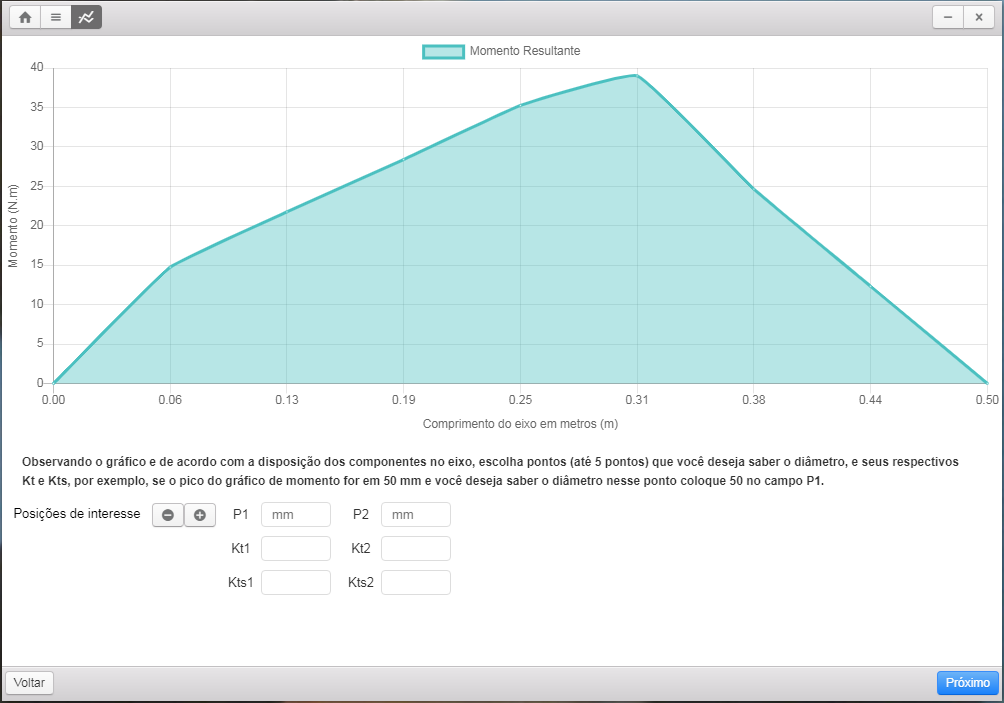 Momento Resultante
40
35
30
25
20
15
10
5
0
Momento (N.m)
0.00 0.06 0.13 0.19 0.25 0.31 0.38 0.44 0.50
Comprimento do eixo em metros (m)
Observando o gráfico e de acordo com a disposição dos componentes no eixo, escolha pontos (até 5 pontos) que você deseja saber o diâmetro, e seus respectivos
Kt e Kts, por exemplo, se o pico do gráfico de momento for em 50 mm e você deseja saber o diâmetro nesse ponto coloque 50 no campo P1.
Posições de interesse P1 mm P2 mm
Kt1 Kt2
Kts1 Kts2
Voltar Próximo